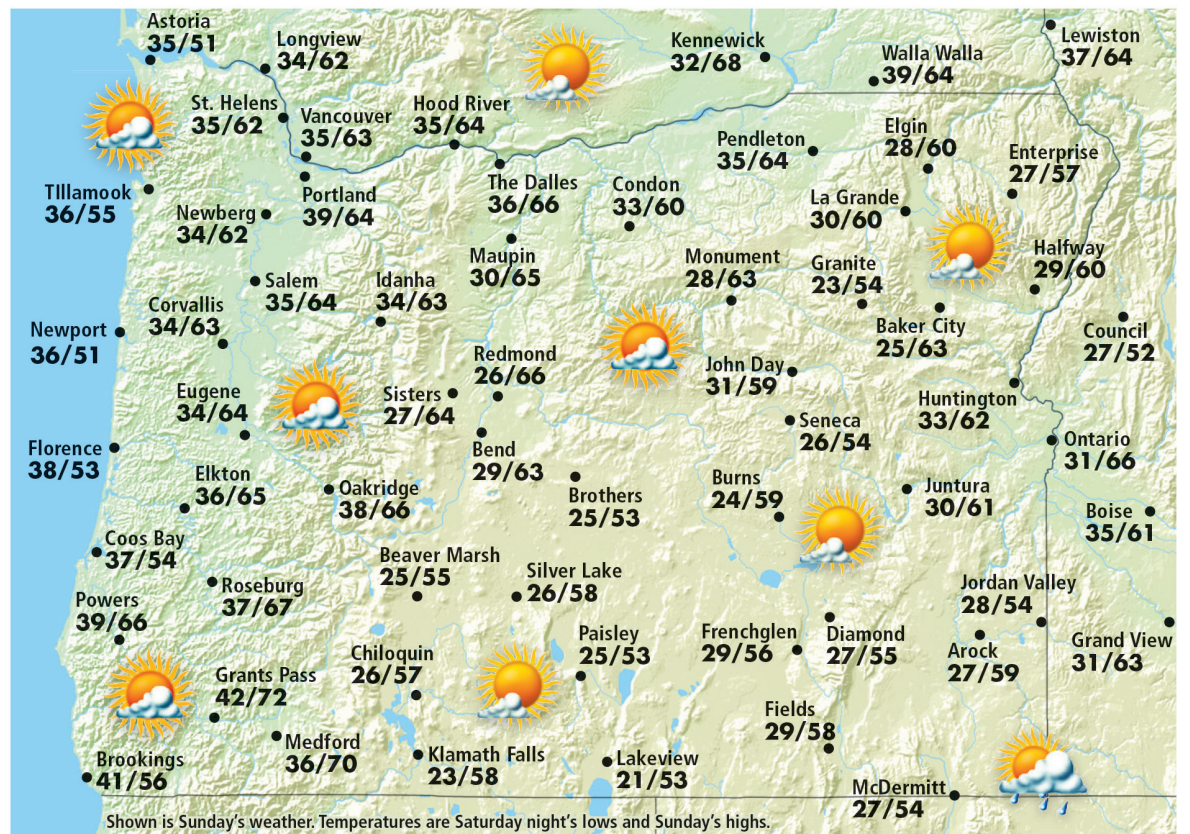 Astoria
35/51
Longview
34/62
Kennewick
32/68
Walla Walla
39/64
Lewiston
37/64
St. Helens
35/62
Vancouver
35/63
Hood River
35/64
Pendleton
35/64
Elgin
28/60
Enterprise
27/57
TIllamook
36/55
Newberg
34/62
Portland
39/64
The Dalles
36/66
Condon
33/60
La Grande
30/60
Maupin
30/65
Monument
28/63
Granite
23/54
Halfway
29/60
Salem
35/64
Idanha
34/63
Corvallis
34/63
Newport
36/51
Baker City
25/63
Council
27/52
Redmond
26/66
John Day
31/59
Eugene
34/64
Sisters
27/64
Huntington
33/62
Seneca
26/54
Florence
38/53
Bend
29/63
Ontario
31/66
Elkton
36/65
Oakridge
38/66
Brothers
25/53
Burns
24/59
Juntura
30/61
Boise
35/61
Coos Bay
37/54
Beaver Marsh
25/55
Silver Lake
26/58
Jordan Valley
28/54
Roseburg
37/67
Powers
39/66
Paisley
25/53
Frenchglen
29/56
Diamond
27/55
Arock
27/59
Grand View
31/63
Chiloquin
26/57
Grants Pass
42/72
Fields
29/58
Medford
36/70
Klamath Falls
23/58
Lakeview
21/53
Brookings
41/56
McDermitt
27/54
Shown is Sunday's weather. Temperatures are Saturday night's lows and Sunday's highs.